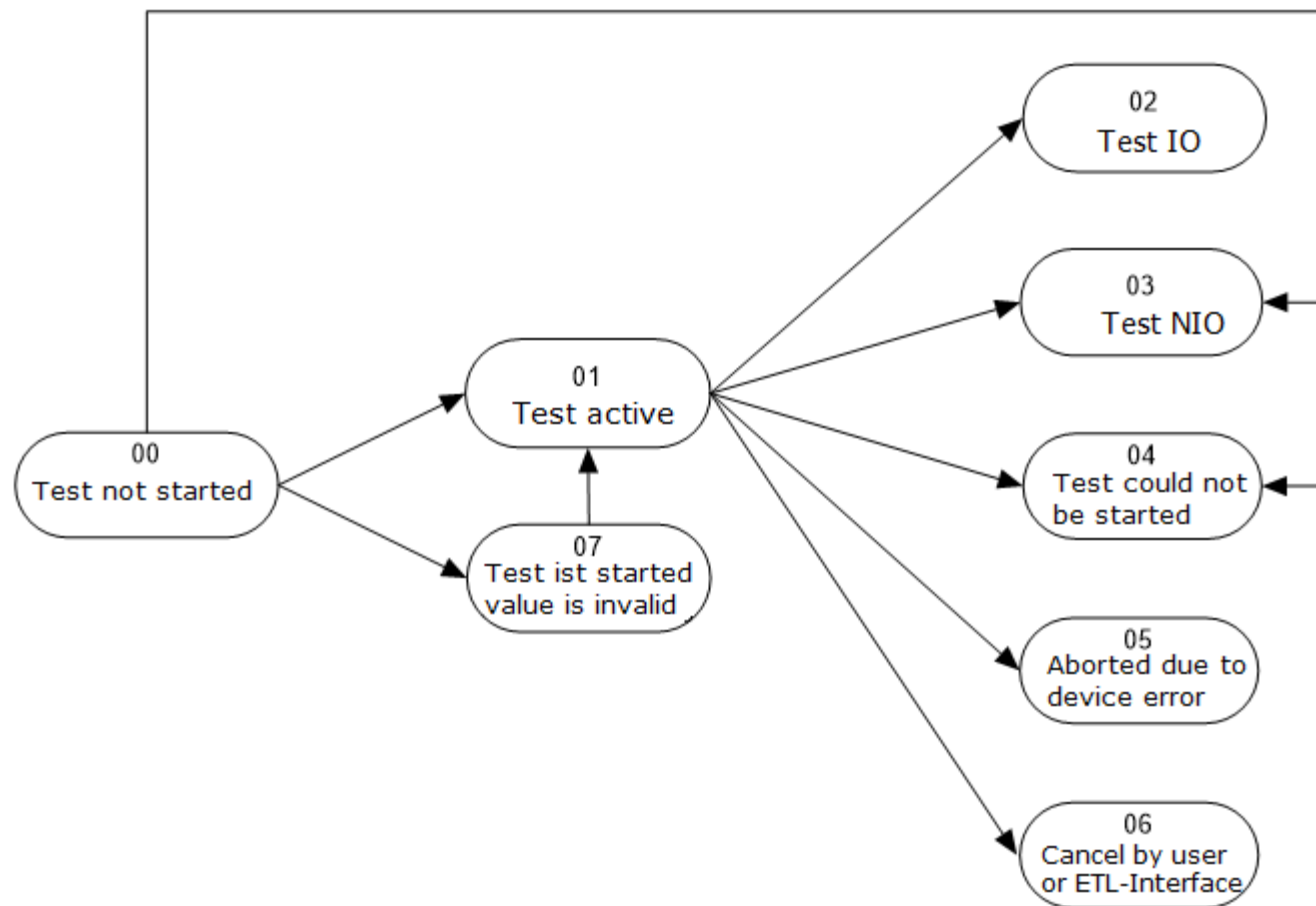 02
Test IO
03
Test NIO
01
Test active
04
Test could not
be started
00
Test not started
07
Test ist started
value is invalid
05
Aborted due to
device error
06
Cancel by user
or ETL-Interface